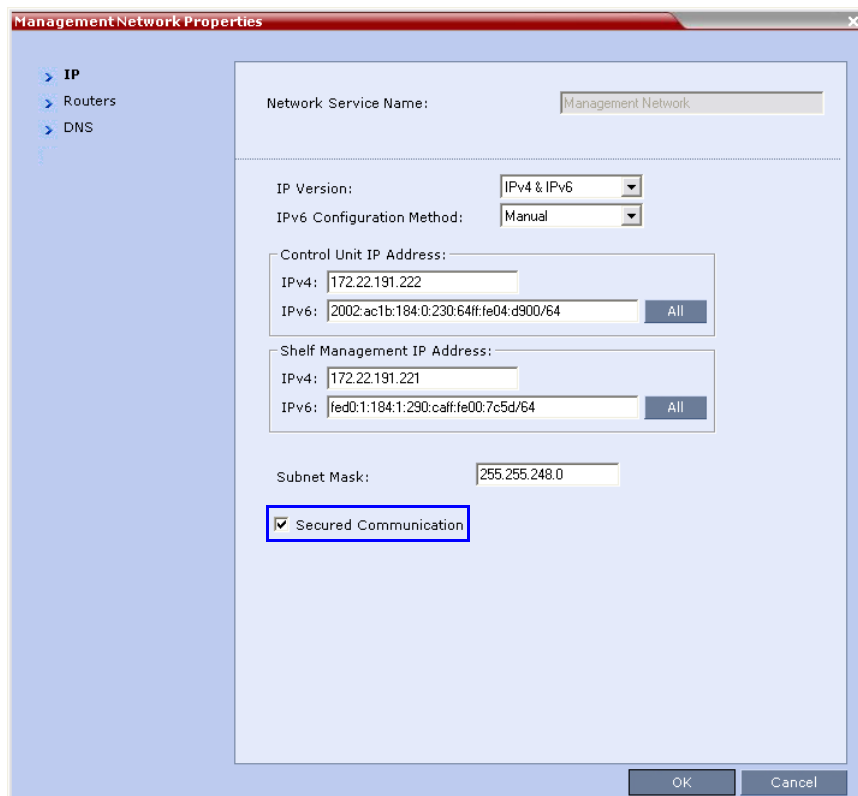 Management Network Properties
IP
Routers
DNS
Network Service Name: Management Network
IP Version: IPv4 & IPv6
IPv6 Configuration Method: Manual
Control Unit IP Address:
IPv4: 172.22.191.222
IPv6: 2002:ac1b:184:0:230:64ff:fe04:d900/64 All
Shelf Management IP Address:
IPv4: 172.22.191.221
IPv6: fed0:1:184:1:290:caff:fe00:7c5d/64 All
Subnet Mask: 255.255.248.0
Secured Communication
OK Cancel